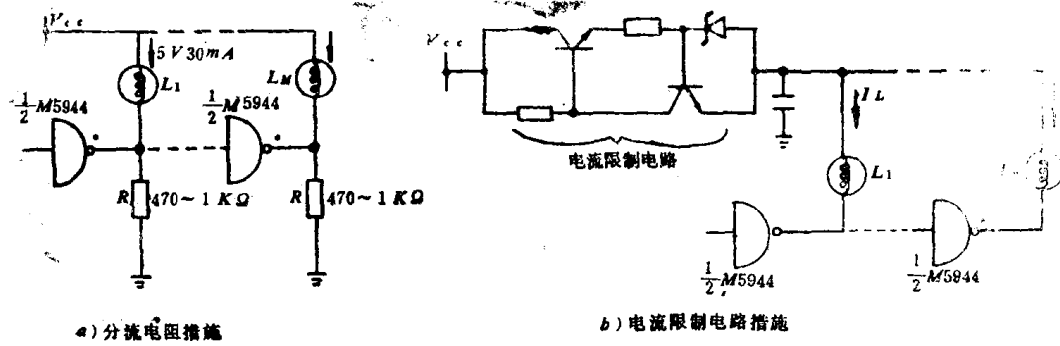 Vcc
5V30mA
L1
LM
1/2 M5944
1/2 M5944
R 470~1 KΩ
R 470~1 KΩ
a)分流电阻措施
Vcc
电流限制电路
IL
L1
1/2 M5944
1/2 M5944
b)电流限制电路措施